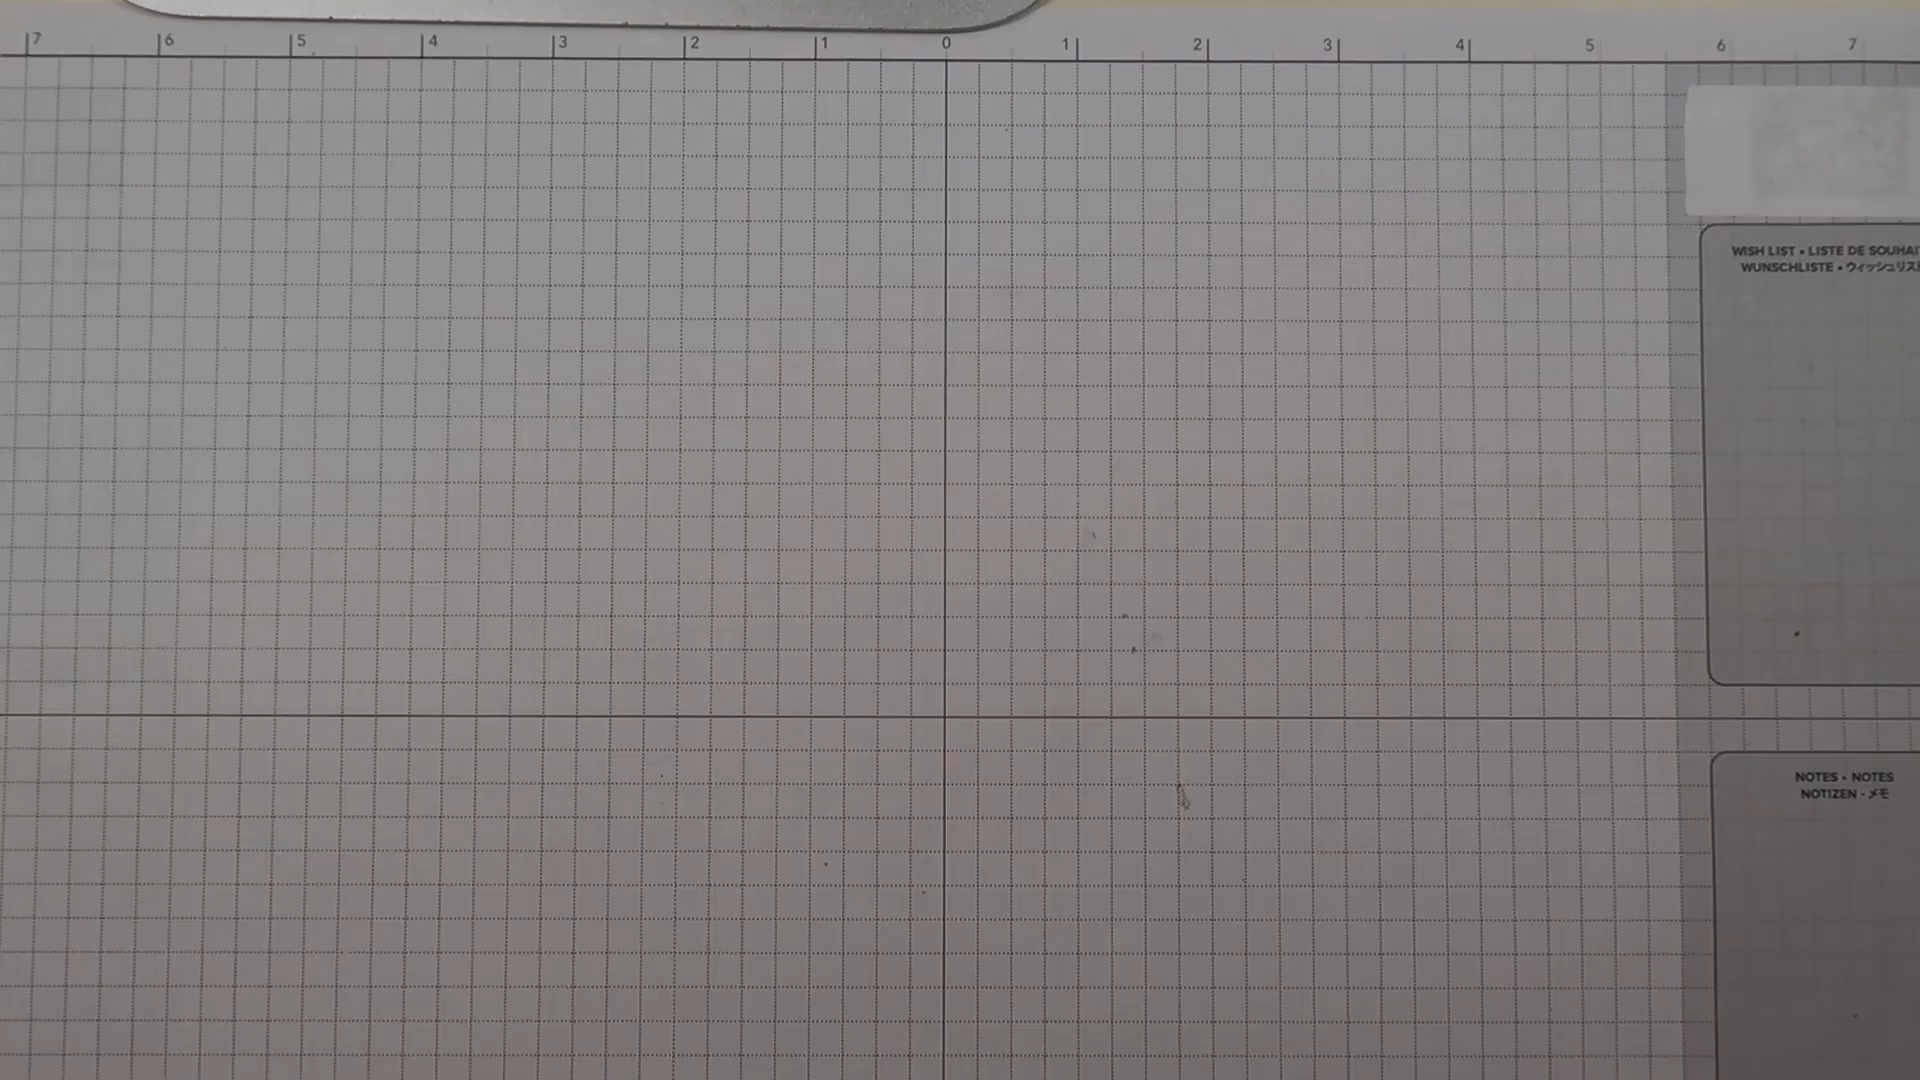 7 6 5 4 3 2 1 0 1 2 3 4 5 6 7
WISH LIST • LISTE DE SOUHAI
WUNSCHLISTE • ウィッシュリス
NOTES • NOTES
NOTIZEN • メモ